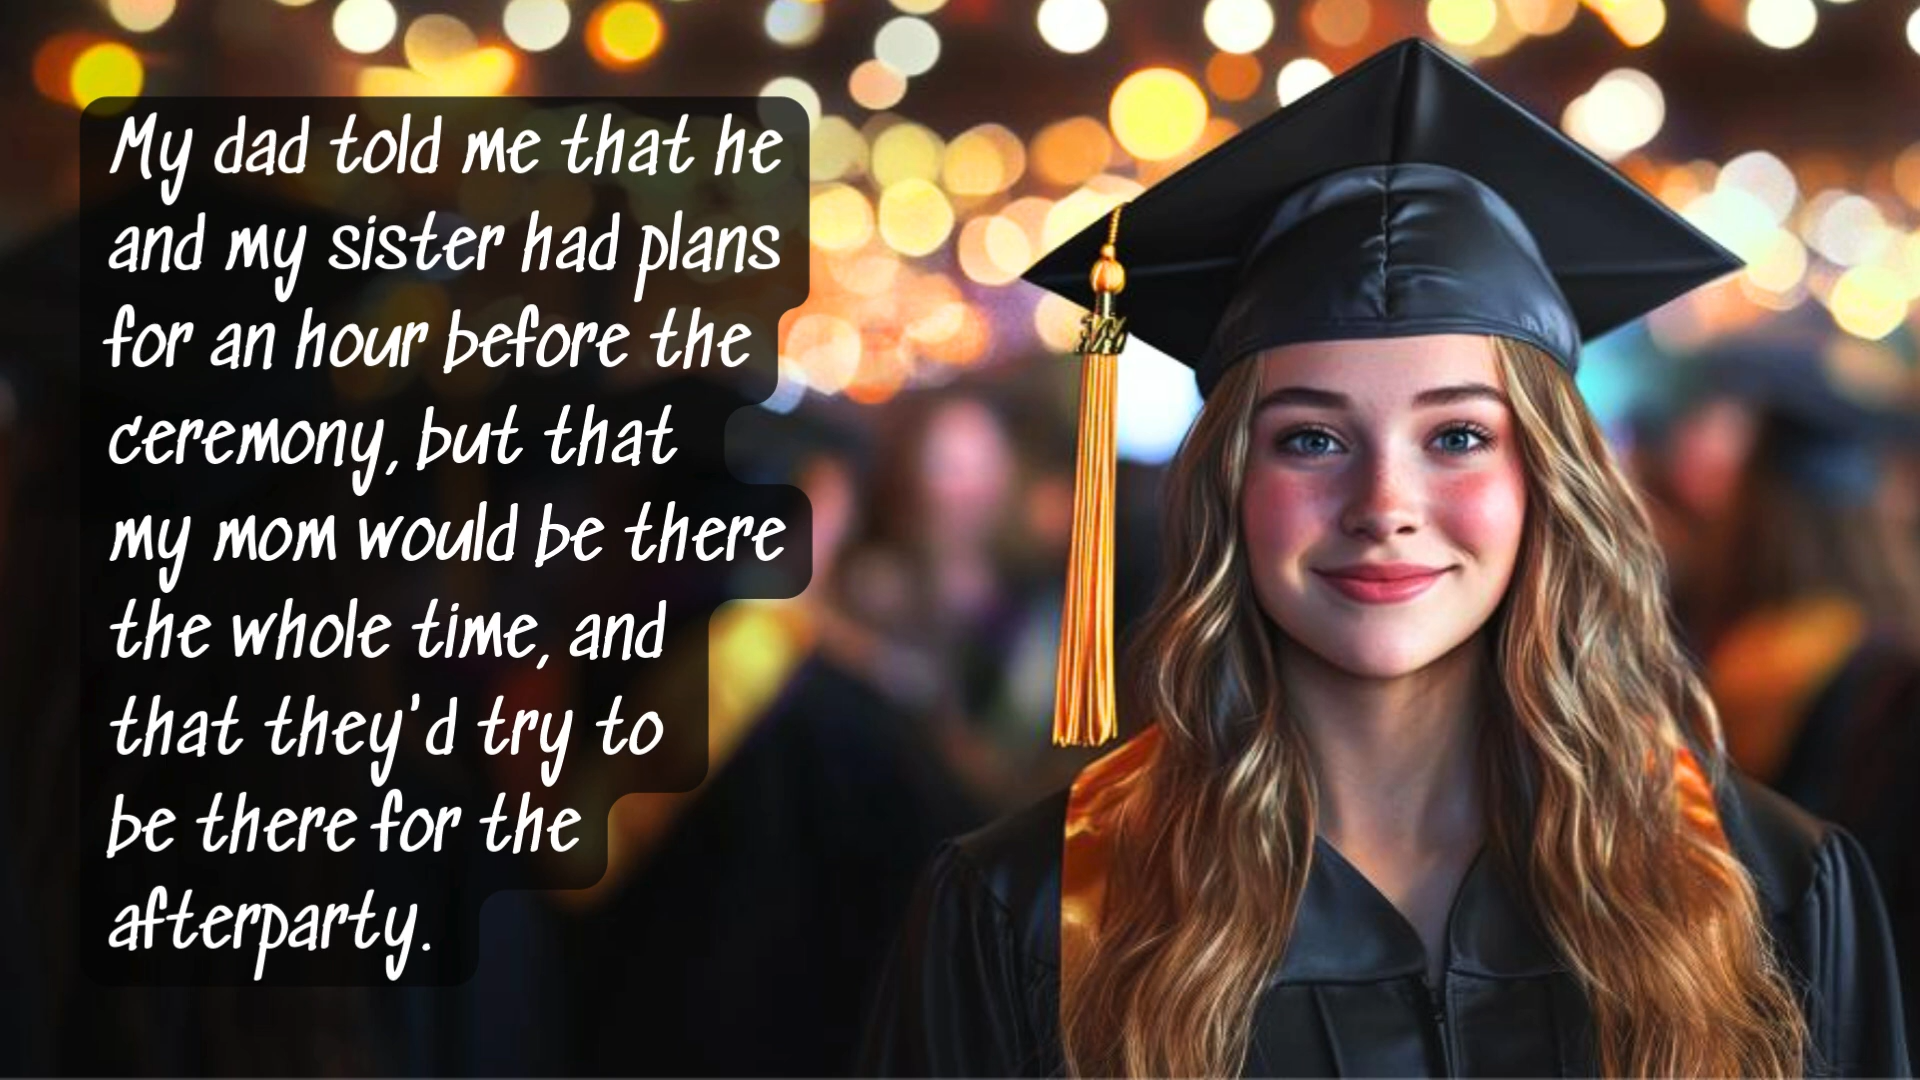 My dad told me that he
and my sister had plans
for an hour before the
ceremony, but that
my mom would be there
the whole time, and
that they'd try to
be there for the
afterparty.